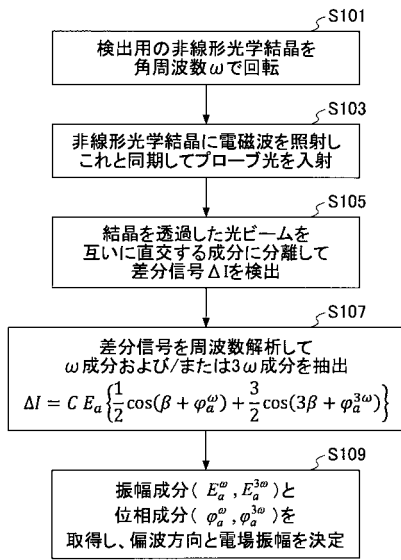 S101
検出用の非線形光学結晶を
角周波数ωで回転
S103
非線形光学結晶に電磁波を照射し
これと同期してプローブ光を入射
S105
結晶を透過した光ビームを
互いに直交する成分に分離して
差分信号ΔIを検出
S107
差分信号を周波数解析して
ω成分および/または3ω成分を抽出
ΔI = C E_a{1/2 cos(β + φ_a^ω) + 3/2 cos(3β + φ_a^{3ω})}
S109
振幅成分( E_a^ω , E_a^{3ω})と
位相成分(φ_a^ω, φ_a^{3ω})を
取得し、偏波方向と電場振幅を決定